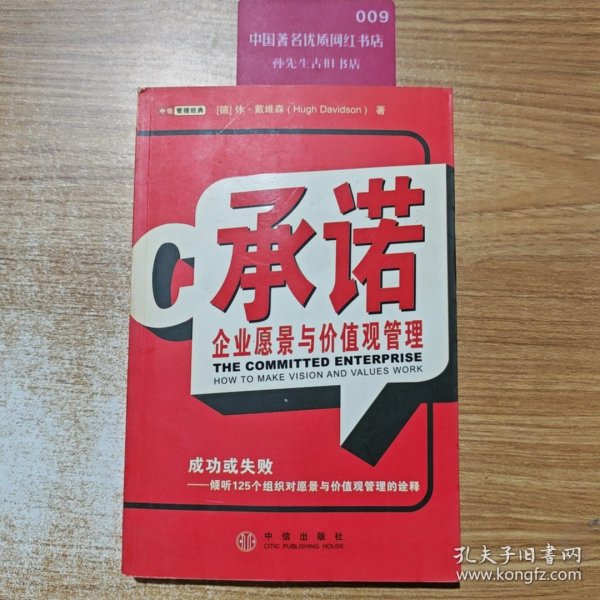 009
中国著名优质网红书店
孙先生古旧书店
中信 管理经典 [德] 休·戴维森 (Hugh Davidson) 著
承诺
企业愿景与价值观管理
THE COMMITTED ENTERPRISE
HOW TO MAKE VISION AND VALUES WORK
成功或失败
——倾听125个组织对愿景与价值观管理的诠释
中信出版社
CITIC PUBLISHING HOUSE
孔夫子旧书网
www.kongfz.com